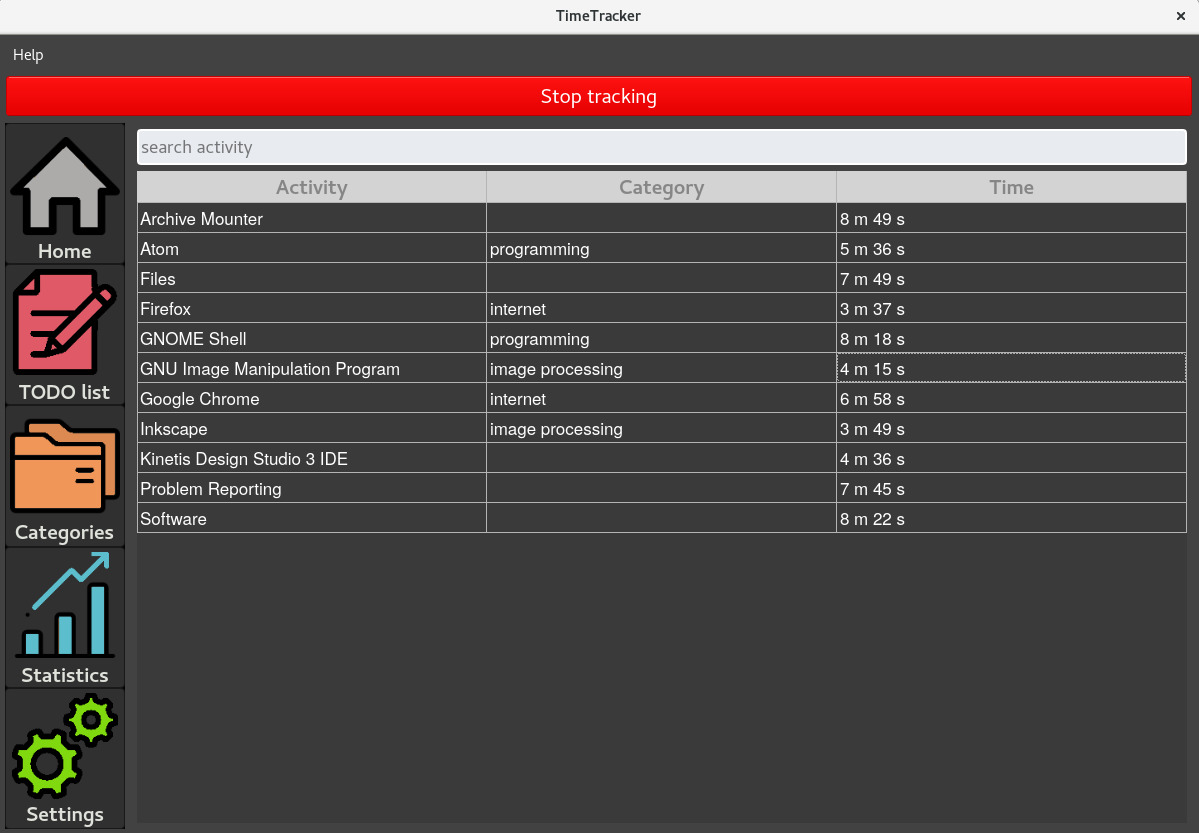 TimeTracker
Help
Stop tracking
Home
TODO list
Categories
Statistics
Settings
search activity
Activity Category Time
Archive Mounter 8 m 49 s
Atom programming 5 m 36 s
Files 7 m 49 s
Firefox internet 3 m 37 s
GNOME Shell programming 8 m 18 s
GNU Image Manipulation Program image processing 4 m 15 s
Google Chrome internet 6 m 58 s
Inkscape image processing 3 m 49 s
Kinetis Design Studio 3 IDE 4 m 36 s
Problem Reporting 7 m 45 s
Software 8 m 22 s